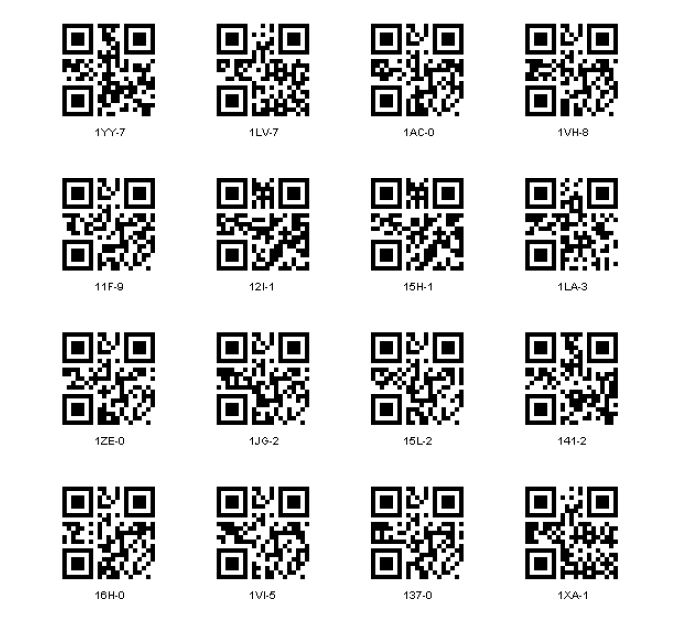 1YY-7
1LV-7
1AC-0
1VH-8
11F-9
12I-1
15H-1
1LA-3
1ZE-0
1JG-2
15L-2
141-2
16H-0
1VI-5
137-0
1XA-1